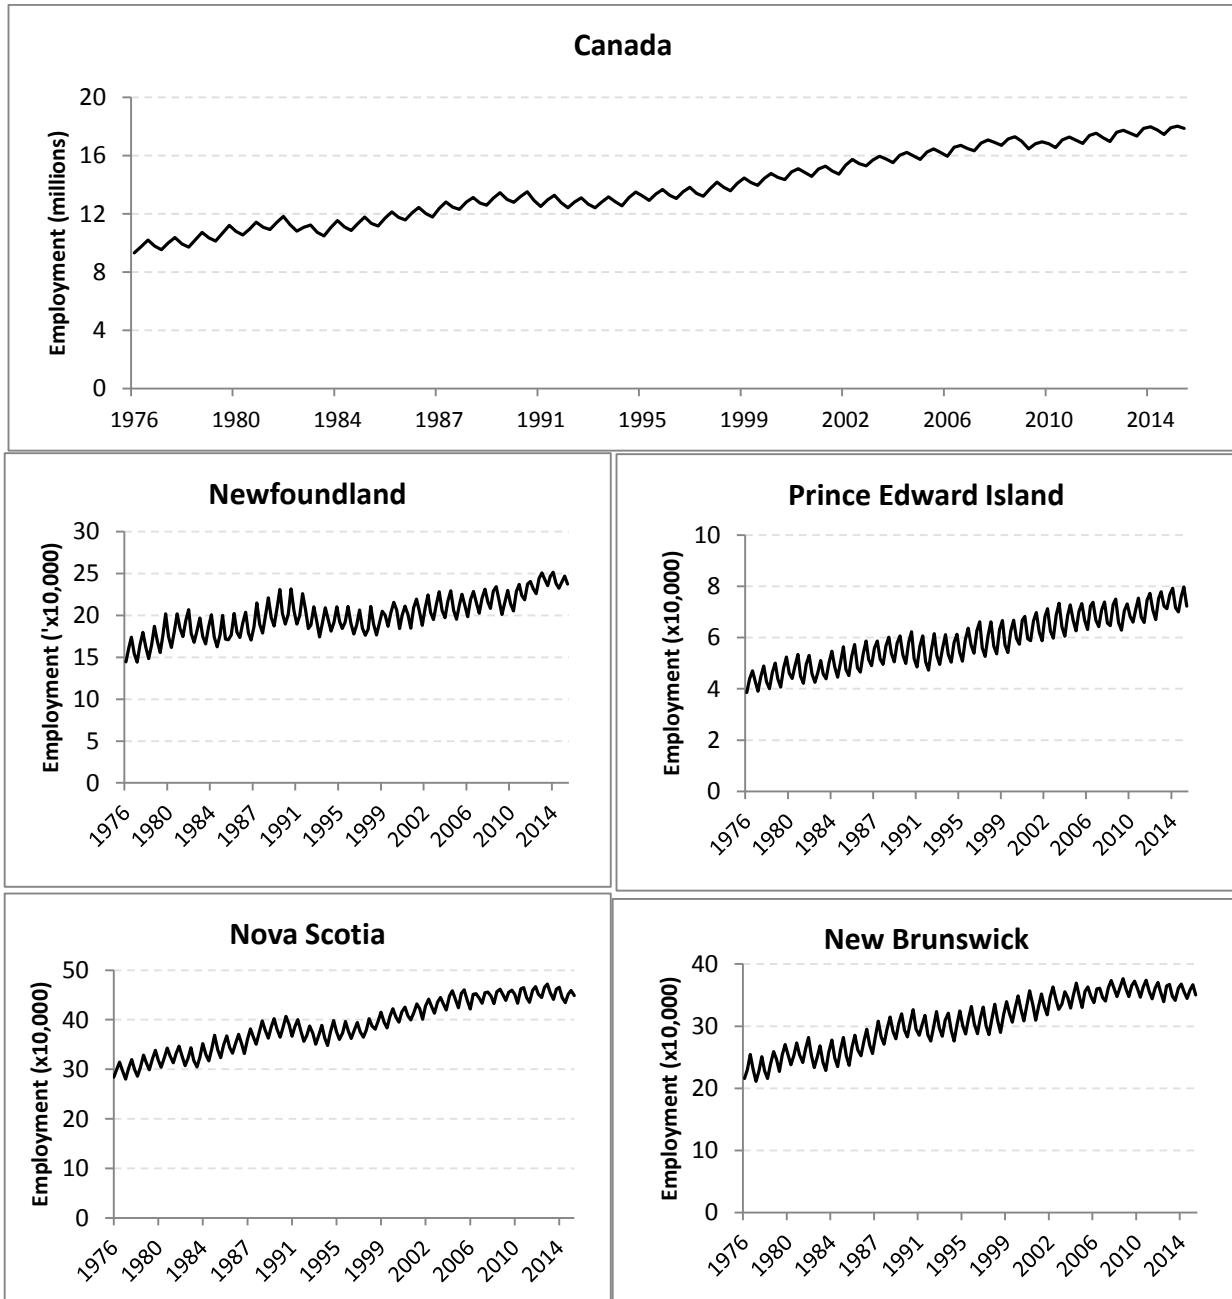 Canada
Employment (millions)
20
16
12
8
4
0
1976 1980 1984 1987 1991 1995 1999 2002 2006 2010 2014
Newfoundland
Employment ('x10,000)
30
25
20
15
10
5
0
1976 1980 1984 1987 1991 1995 1999 2002 2006 2010 2014
Prince Edward Island
Employment (x10,000)
10
8
6
4
2
0
1976 1980 1984 1987 1991 1995 1999 2002 2006 2010 2014
Nova Scotia
Employment (x10,000)
50
40
30
20
10
0
1976 1980 1984 1987 1991 1995 1999 2002 2006 2010 2014
New Brunswick
Employment (x10,000)
40
30
20
10
0
1976 1980 1984 1987 1991 1995 1999 2002 2006 2010 2014